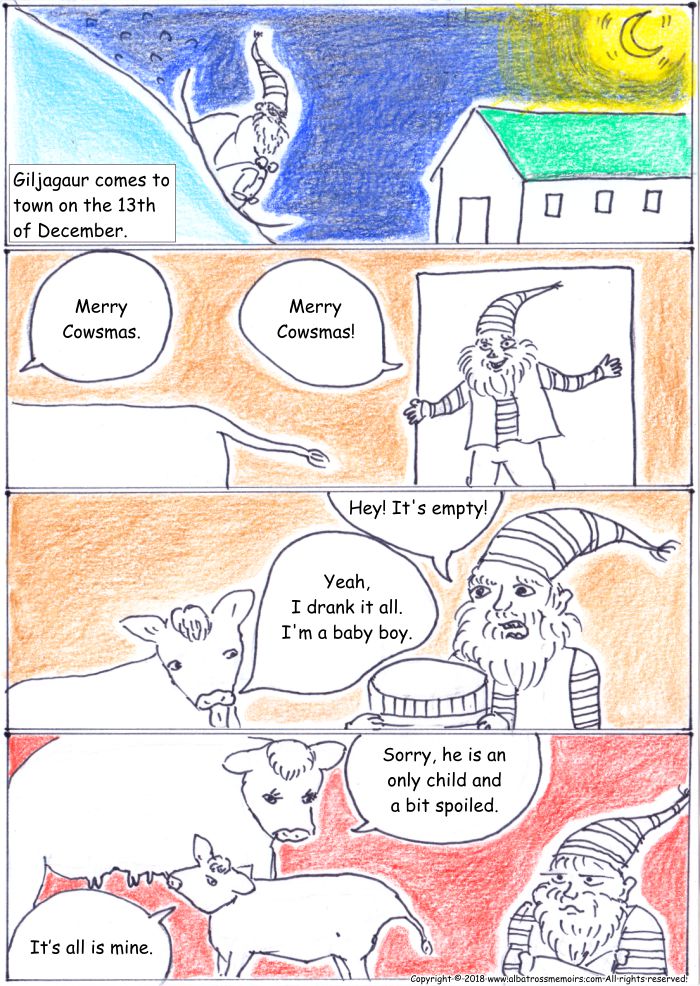 Giljagaur comes to
town on the 13th
of December.
Merry
Cowsmas.
Merry
Cowsmas!
Hey! It's empty!
Yeah,
I drank it all.
I'm a baby boy.
Sorry, he is an
only child and
a bit spoiled.
It's all is mine.
Copyright © 2018 www.albatrossmemoirs.com All rights reserved.